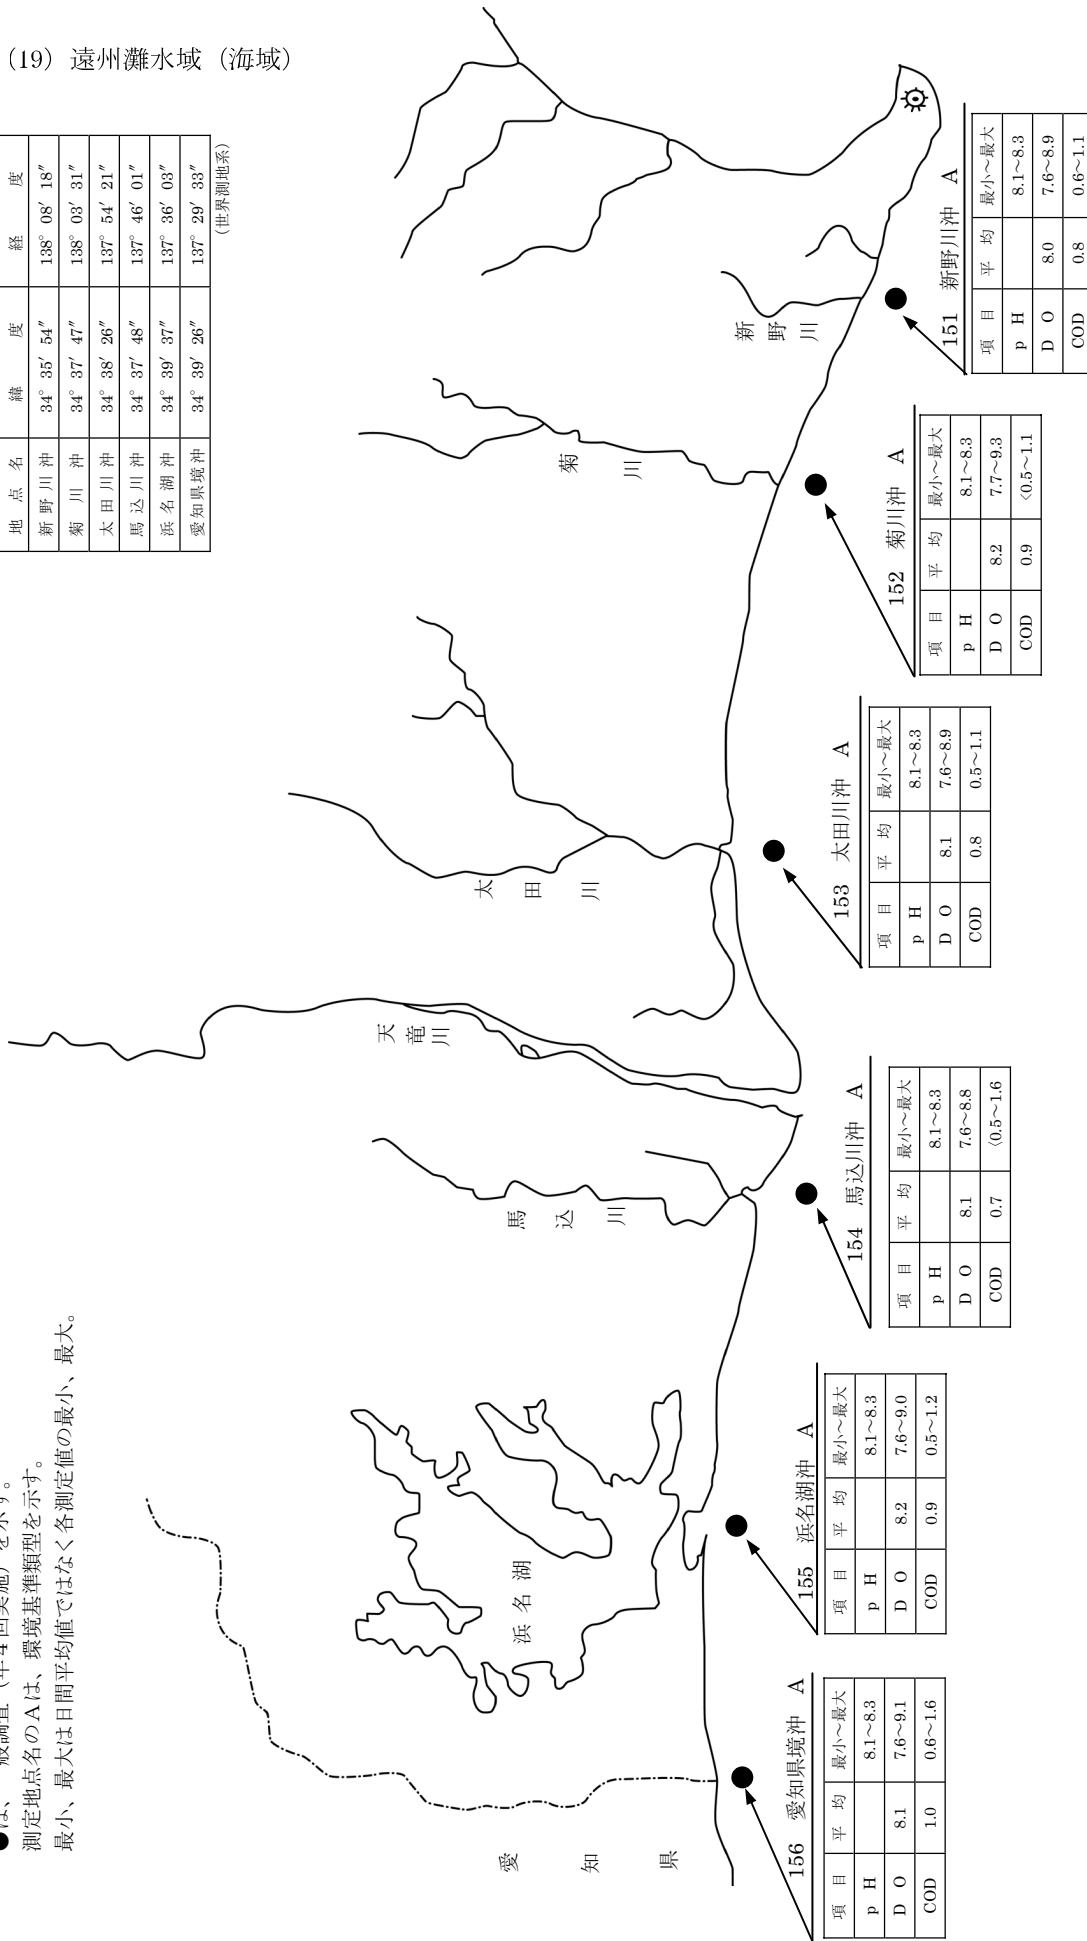 (19) 遠州灘水域（海域）
地点名 緯度 経度
新野川沖 34° 35′ 54″ 138° 08′ 18″
菊川沖 34° 37′ 47″ 138° 03′ 31″
太田川沖 34° 38′ 26″ 137° 54′ 21″
馬込川沖 34° 37′ 48″ 137° 46′ 01″
浜名湖沖 34° 39′ 37″ 137° 36′ 03″
愛知県境沖 34° 39′ 26″ 137° 29′ 33″
(世界測地系)
●は、一般調査（年4回実施）を示す。
測定地点名のAは、環境基準類型を示す。
最小、最大は日間平均値ではなく各測定値の最小、最大。
愛知県
浜名湖
馬込川
天竜川
太田川
菊川
新野川
156 愛知県境沖 A
項目 平均 最小～最大
pH 8.1～8.3
DO 8.1 7.6～9.1
COD 1.0 0.6～1.6
155 浜名湖沖 A
項目 平均 最小～最大
pH 8.1～8.3
DO 8.2 7.6～9.0
COD 0.9 0.5～1.2
154 馬込川沖 A
項目 平均 最小～最大
pH 8.1～8.3
DO 8.1 7.6～8.8
COD 0.7 〈0.5～1.6
153 太田川沖 A
項目 平均 最小～最大
pH 8.1～8.3
DO 8.1 7.6～8.9
COD 0.8 0.5～1.1
152 菊川沖 A
項目 平均 最小～最大
pH 8.1～8.3
DO 8.2 7.7～9.3
COD 0.9 <0.5～1.1
151 新野川沖 A
項目 平均 最小～最大
pH 8.1～8.3
DO 8.0 7.6～8.9
COD 0.8 0.6～1.1